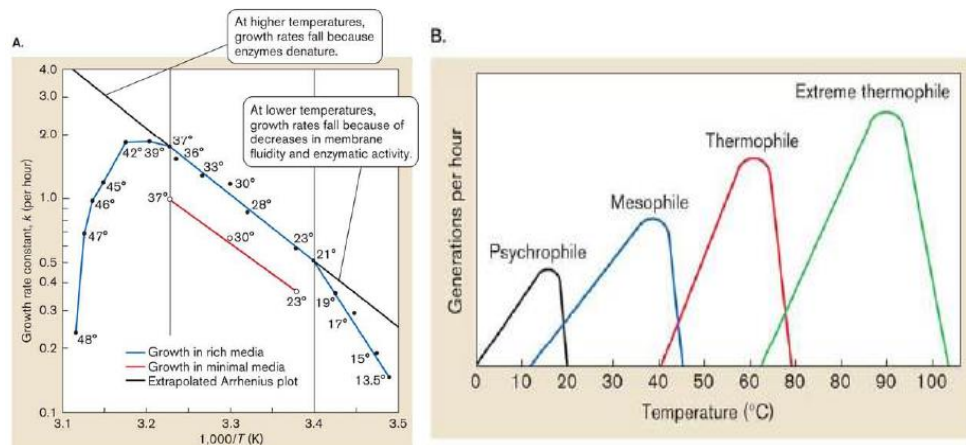 A.
At higher temperatures,
growth rates fall because
enzymes denature.
At lower temperatures,
growth rates fall because of
decreases in membrane
fluidity and enzymatic activity.
Growth rate constant, k (per hour)
4.0
3.0
2.0
1.0
0.5
0.4
0.3
0.2
0.1
42° 39° 37°
36°
33°
30°
28°
23°
21°
19°
17°
15°
13.5°
45°
46°
47°
48°
37°
30°
23°
Growth in rich media
Growth in minimal media
Extrapolated Arrhenius plot
3.1 3.2 3.3 3.4 3.5
1,000/T (K)
B.
Generations per hour
Psychrophile
Mesophile
Thermophile
Extreme thermophile
0 10 20 30 40 50 60 80 80 90 100
Temperature (°C)